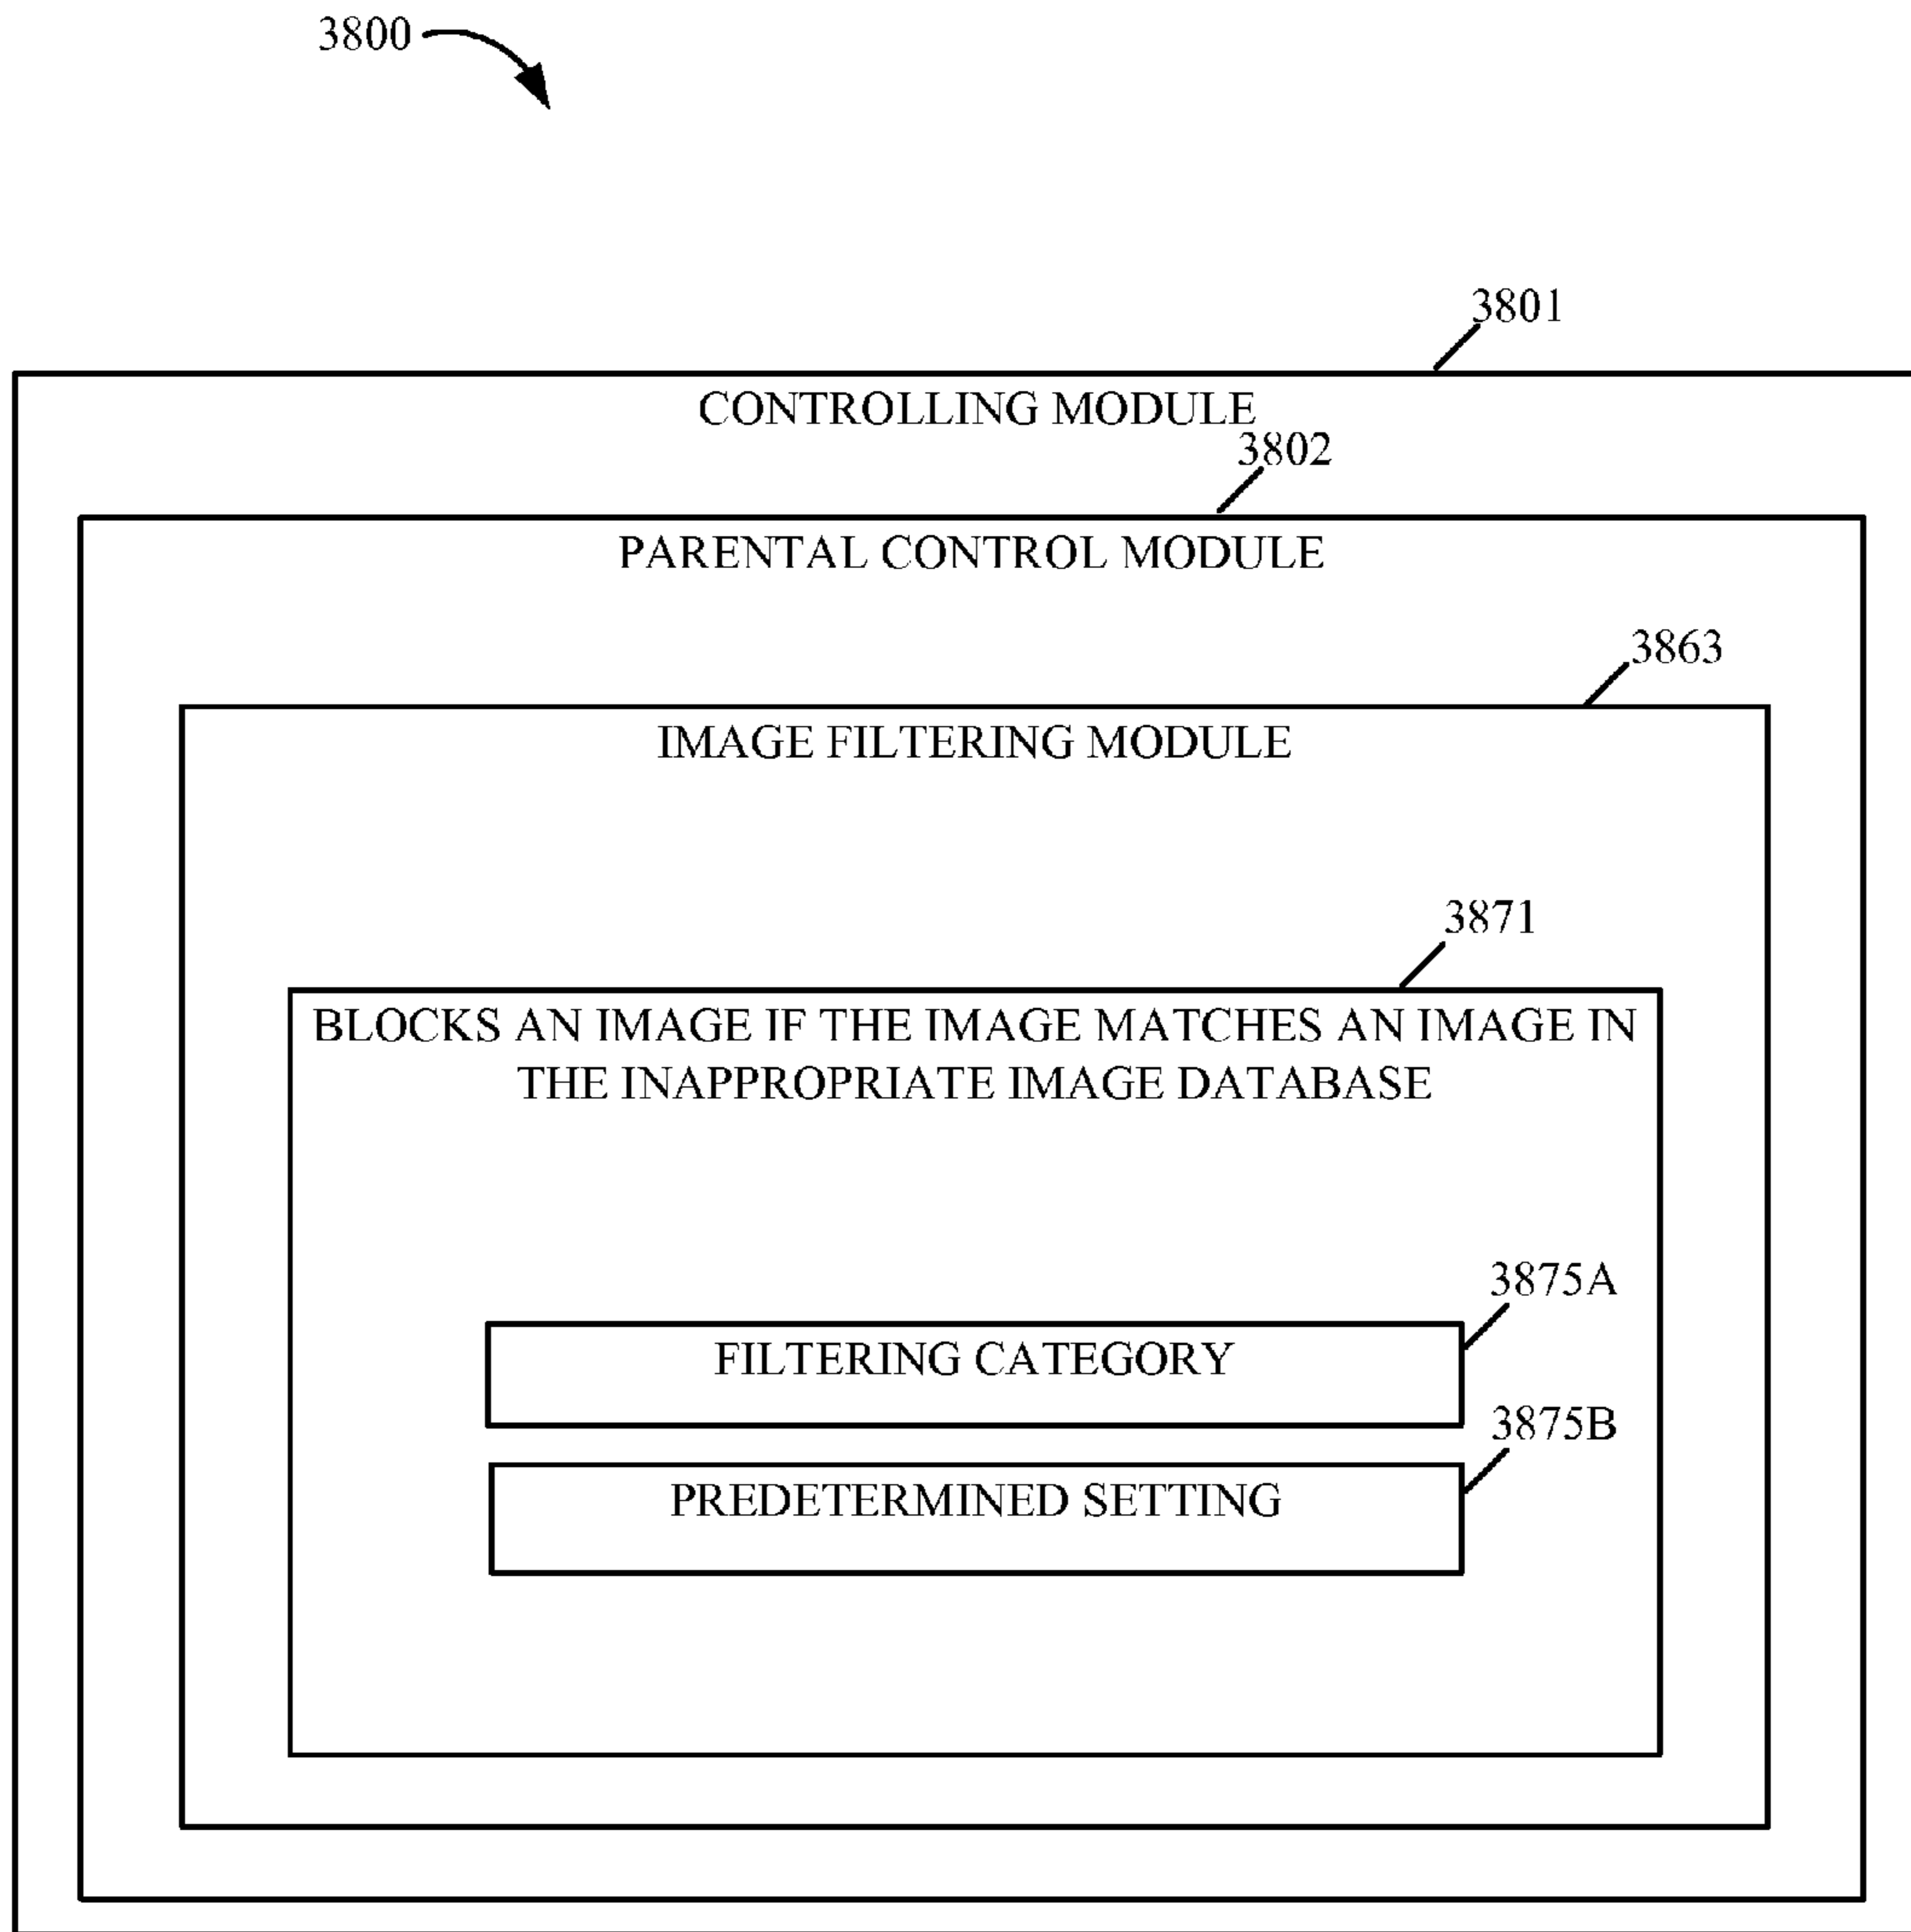 3800
3801
CONTROLLING MODULE
3802
PARENTAL CONTROL MODULE
3863
IMAGE FILTERING MODULE
3871
BLOCKS AN IMAGE IF THE IMAGE MATCHES AN IMAGE IN
THE INAPPROPRIATE IMAGE DATABASE
3875A
FILTERING CATEGORY
3875B
PREDETERMINED SETTING